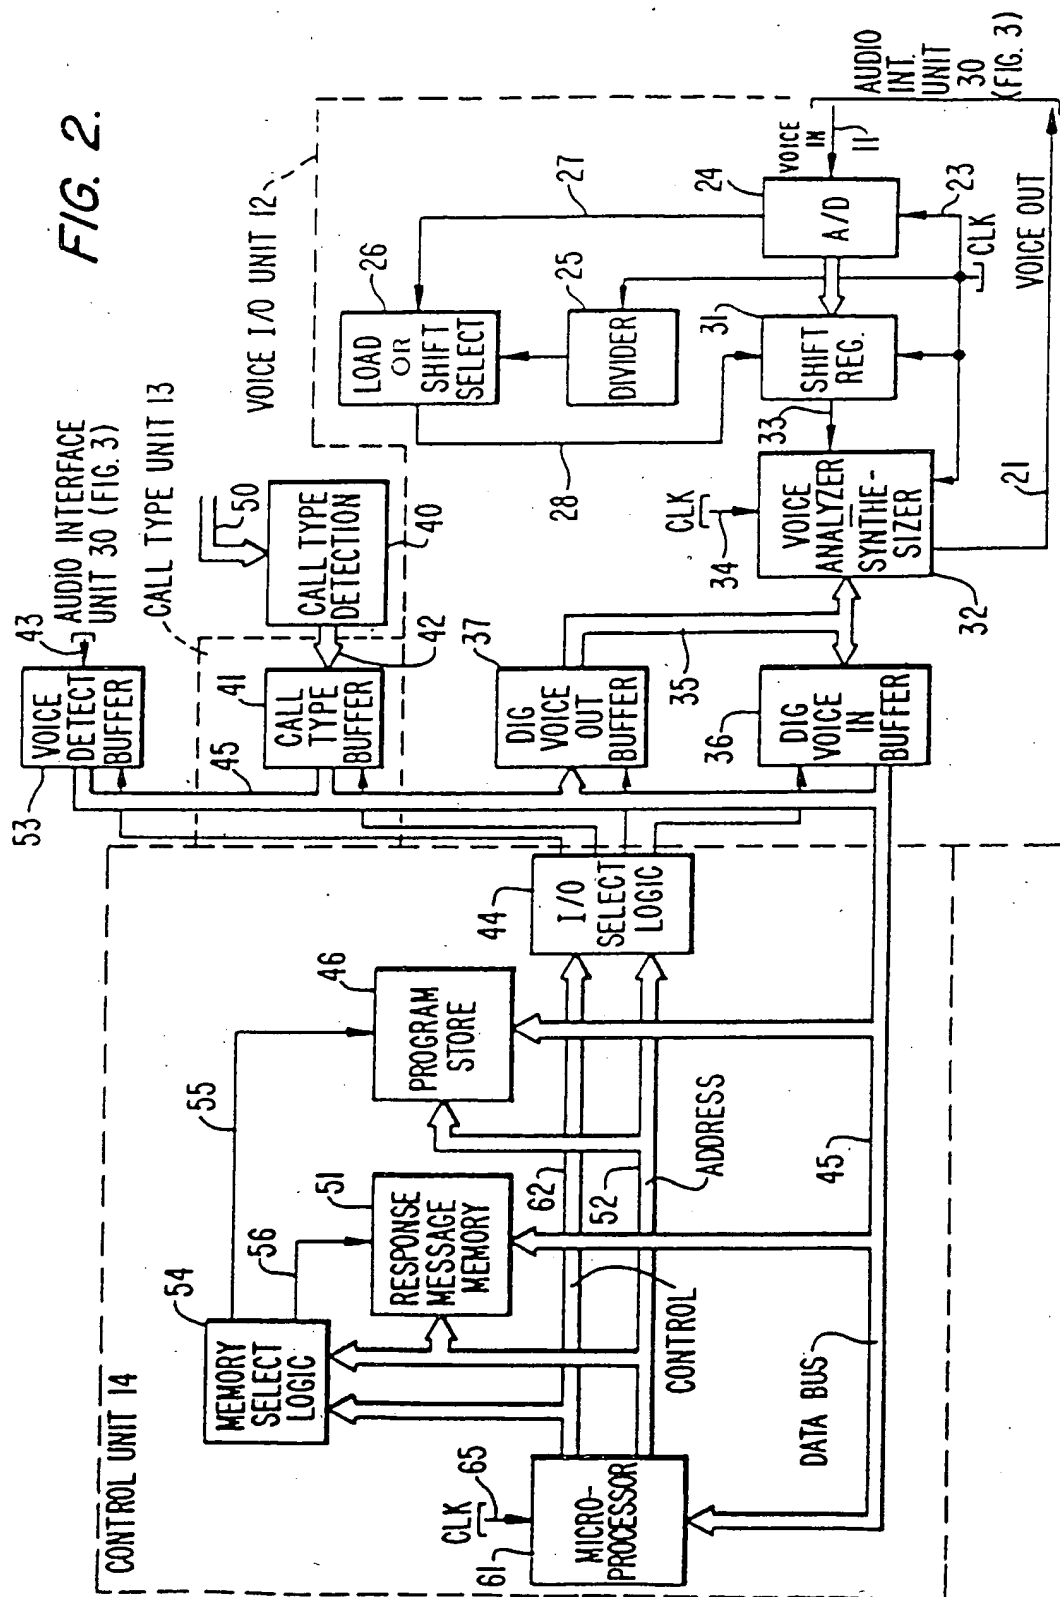 FIG. 2.
CONTROL UNIT 14
MEMORY
SELECT
LOGIC
54
56
55
RESPONSE
MESSAGE
MEMORY
51
PROGRAM
STORE
46
CLK
65
MICRO-
PROCESSOR
61
62
52
CONTROL
ADDRESS
I/O
SELECT
LOGIC
44
DATA BUS
45
VOICE
DETECT
BUFFER
53
43
AUDIO INTERFACE
UNIT 30 (FIG. 3)
CALL TYPE UNIT 13
45
CALL
TYPE
BUFFER
41
42
CALL TYPE
DETECTION
40
50
VOICE I/O UNIT 12
DIG
VOICE
OUT
BUFFER
37
35
DIG
VOICE
IN
BUFFER
36
LOAD
OR
SHIFT
SELECT
26
27
28
DIVIDER
25
CLK
34
VOICE
ANALYZER
SYNTHE-
SIZER
32
33
SHIFT
REG.
31
A/D
24
VOICE
IN
11
23
CLK
21
VOICE OUT
AUDIO
INT.
UNIT
30
(FIG. 3)